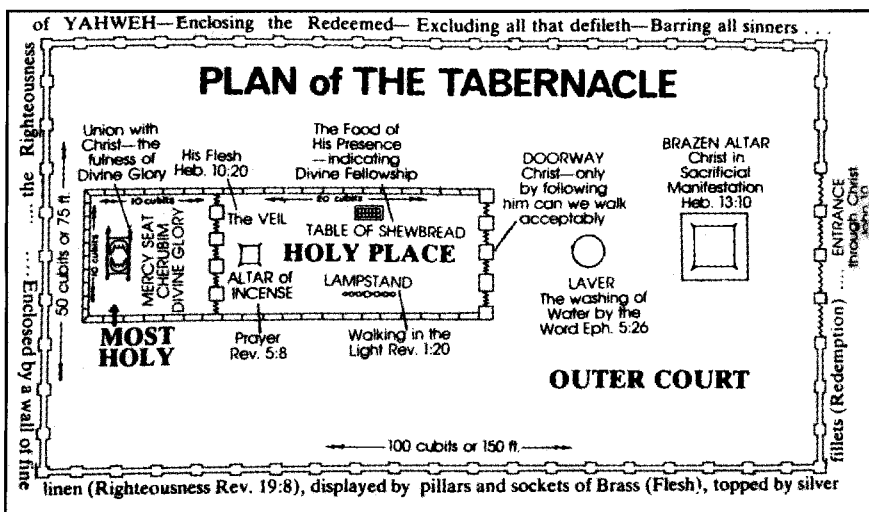 of YAHWEH—Enclosing the Redeemed— Excluding all that defileth—Barring all sinners . . .
PLAN of THE TABERNACLE
Union with
Christ—the
fulness of
Divine Glory
His Flesh
Heb. 10:20
The Food of
His Presence
—indicating
Divine Fellowship
DOORWAY
Christ—only
by following
him can we walk
acceptably
BRAZEN ALTAR
Christ in
Sacrificial
Manifestation
Heb. 13:10
10 cubits
20 cubits
10 cubits
MERCY SEAT
CHERUBIM
DIVINE GLORY
The VEIL
TABLE OF SHEWBREAD
HOLY PLACE
ALTAR of
INCENSE
LAMPSTAND
MOST
HOLY
Prayer
Rev. 5:8
Walking in the
Light Rev. 1:20
LAVER
The washing of
Water by the
Word Eph. 5:26
OUTER COURT
50 cubits or 75 ft.
100 cubits or 150 ft.
ENTRANCE
through Christ
John 10
fillets (Redemption) ...
linen (Righteousness Rev. 19:8), displayed by pillars and sockets of Brass (Flesh), topped by silver
.... Enclosed by a wall of fine
.... the Righteousness